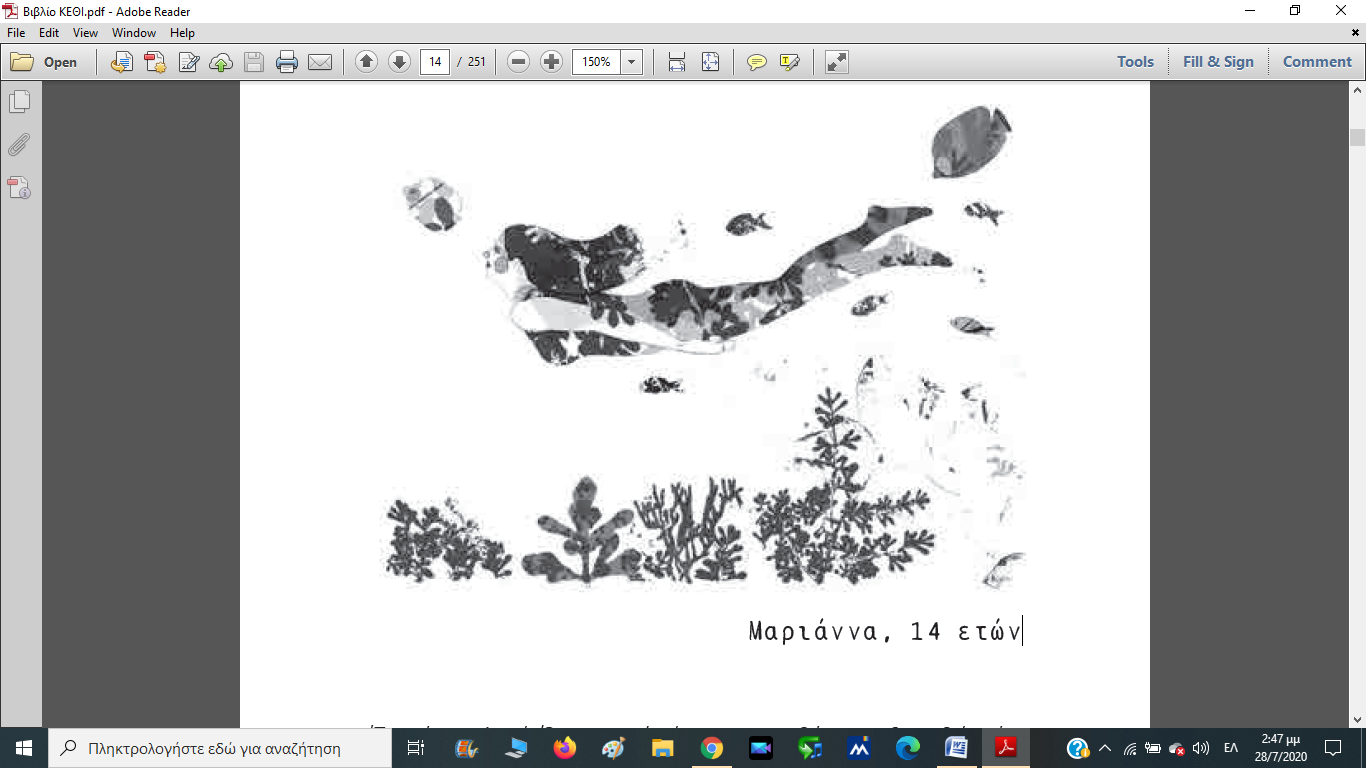 Βιβλίο ΚΕΘΙ.pdf - Adobe Reader
File Edit View Window Help
Open 14 / 251 150% Tools Fill & Sign Comment
Μαριάννα, 14 ετών
Πληκτρολογήστε εδώ για αναζήτηση
ΕΛ
2:47 μμ
28/7/2020